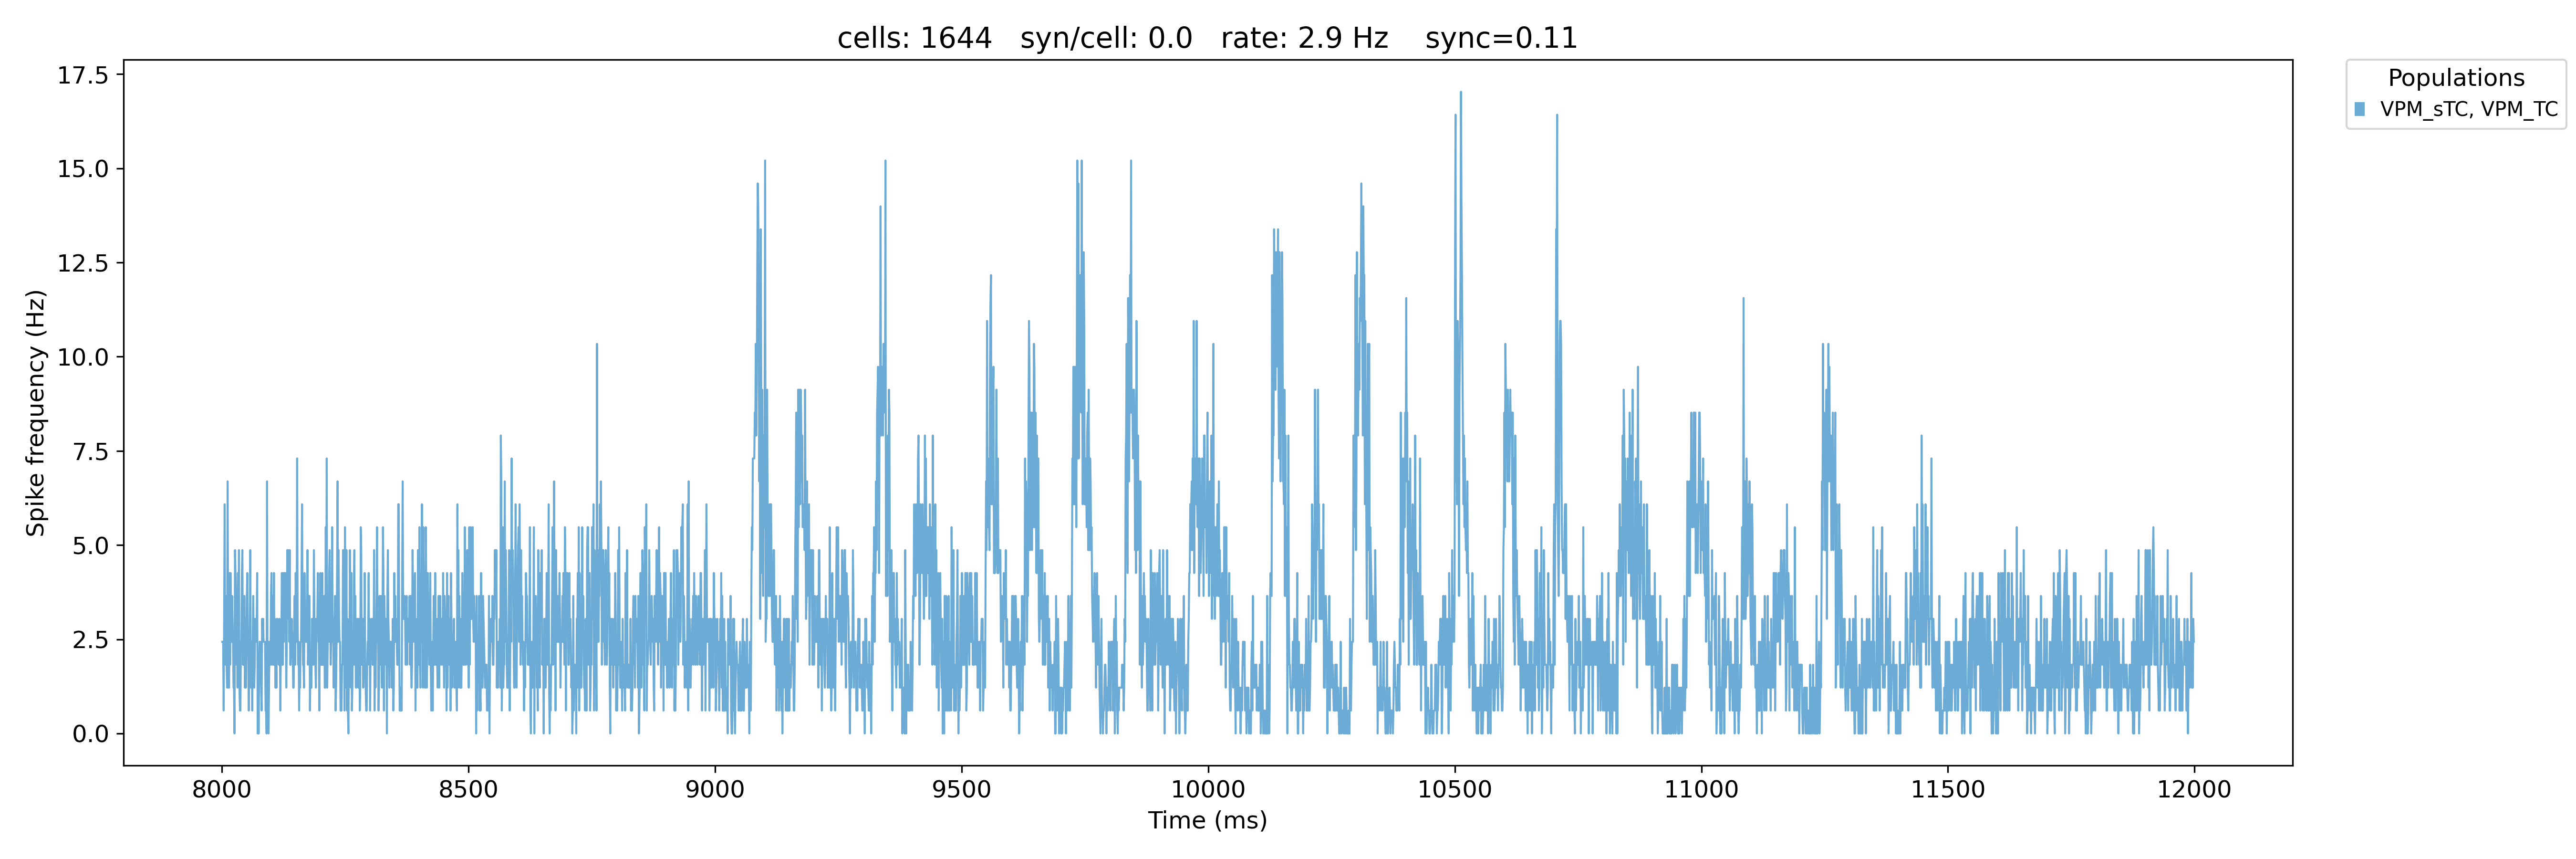 cells: 1644   syn/cell: 0.0   rate: 2.9 Hz    sync=0.11
Populations
VPM_sTC, VPM_TC
Spike frequency (Hz)
17.5
15.0
12.5
10.0
7.5
5.0
2.5
0.0
8000 8500 9000 9500 10000 10500 11000 11500 12000
Time (ms)